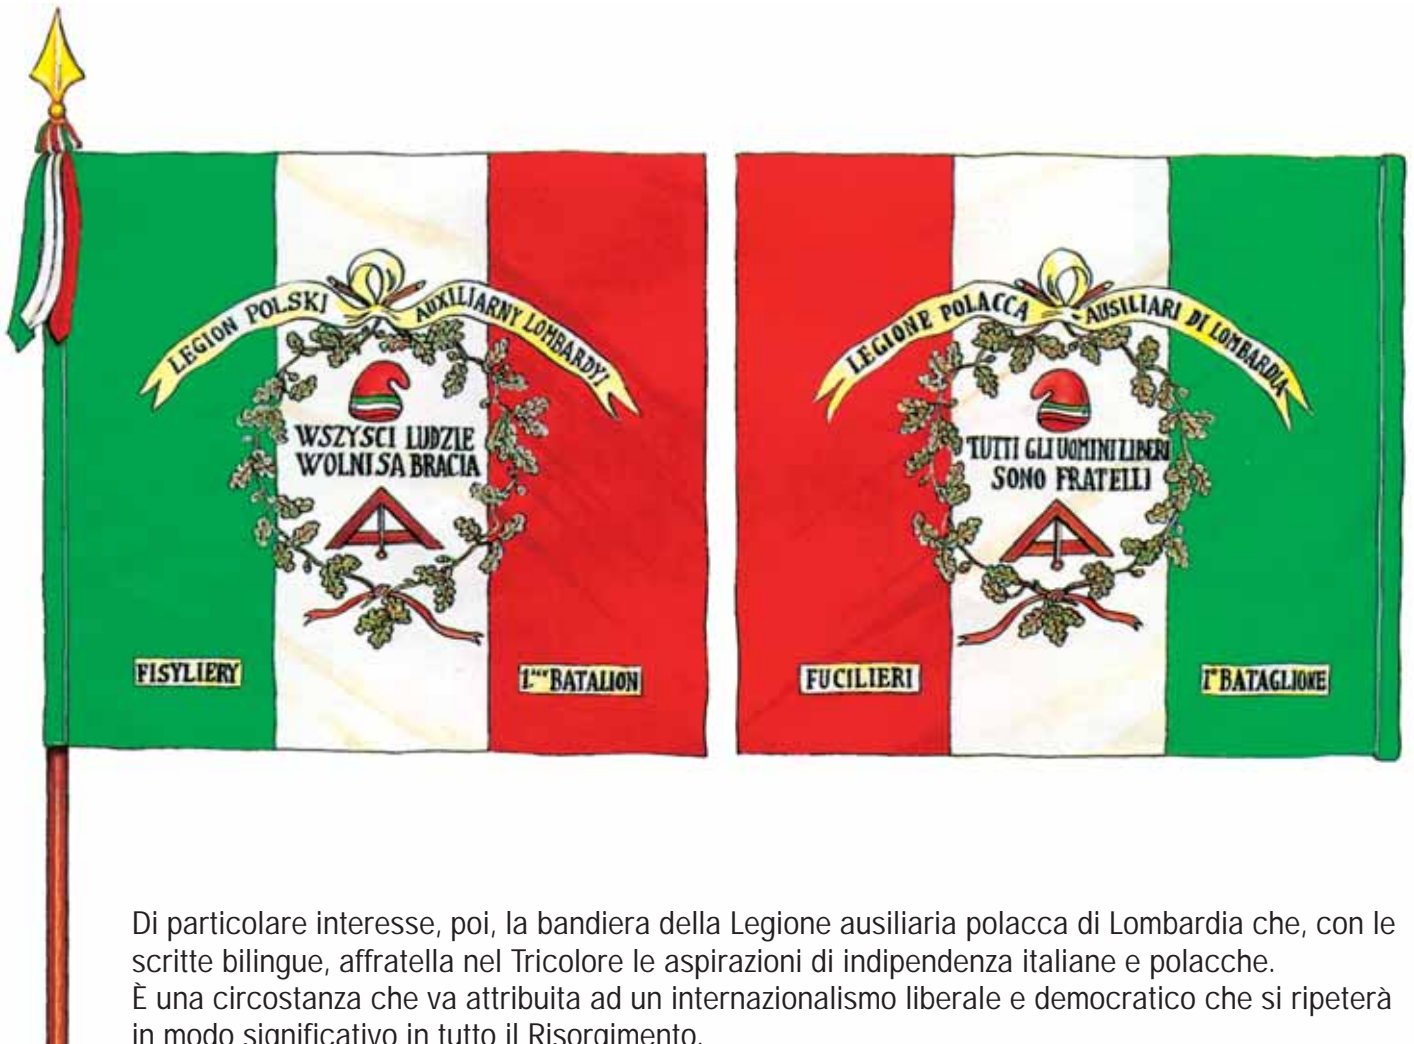 LEGION POLSKI AUXILIARNY LOMBARDYI
WSZYSCI LUDZIE
WOLNI SA BRACIA
FISYLIERY
BATALION
LEGIONE POLACCA AUSILIARI DI LOMBARDIA
TUTTI GLI UOMINI LIBERI
SONO FRATELLI
FUCILIERI
1° BATAGLIONE
Di particolare interesse, poi, la bandiera della Legione ausiliaria polacca di Lombardia che, con le
scritte bilingue, affratella nel Tricolore le aspirazioni di indipendenza italiane e polacche.
È una circostanza che va attribuita ad un internazionalismo liberale e democratico che si ripeterà
in modo significativo in tutto il Risorgimento.